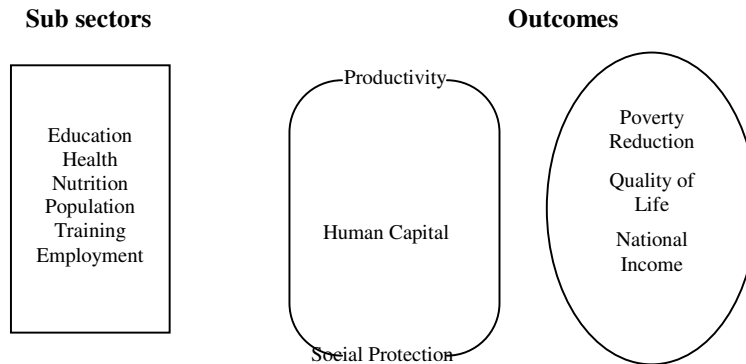 Sub sectors
Outcomes
Education
Health
Nutrition
Population
Training
Employment
Productivity
Human Capital
Social Protection
Poverty
Reduction
Quality of
Life
National
Income